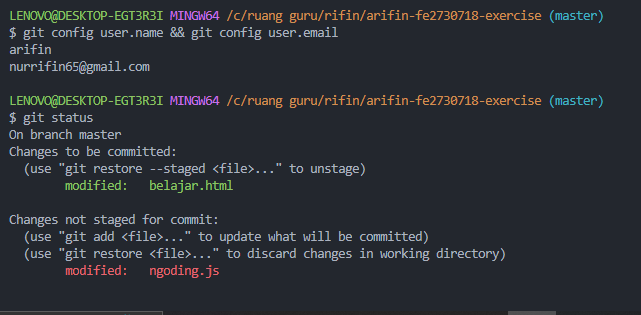 LENOVO@DESKTOP-EGT3R3I MINGW64 /c/ruang guru/rifin/arifin-fe2730718-exercise (master)
$ git config user.name && git config user.email
arifin
nurrifin65@gmail.com
LENOVO@DESKTOP-EGT3R3I MINGW64 /c/ruang guru/rifin/arifin-fe2730718-exercise (master)
$ git status
On branch master
Changes to be committed:
(use "git restore --staged <file>..." to unstage)
modified: belajar.html
Changes not staged for commit:
(use "git add <file>..." to update what will be committed)
(use "git restore <file>..." to discard changes in working directory)
modified: ngoding.js